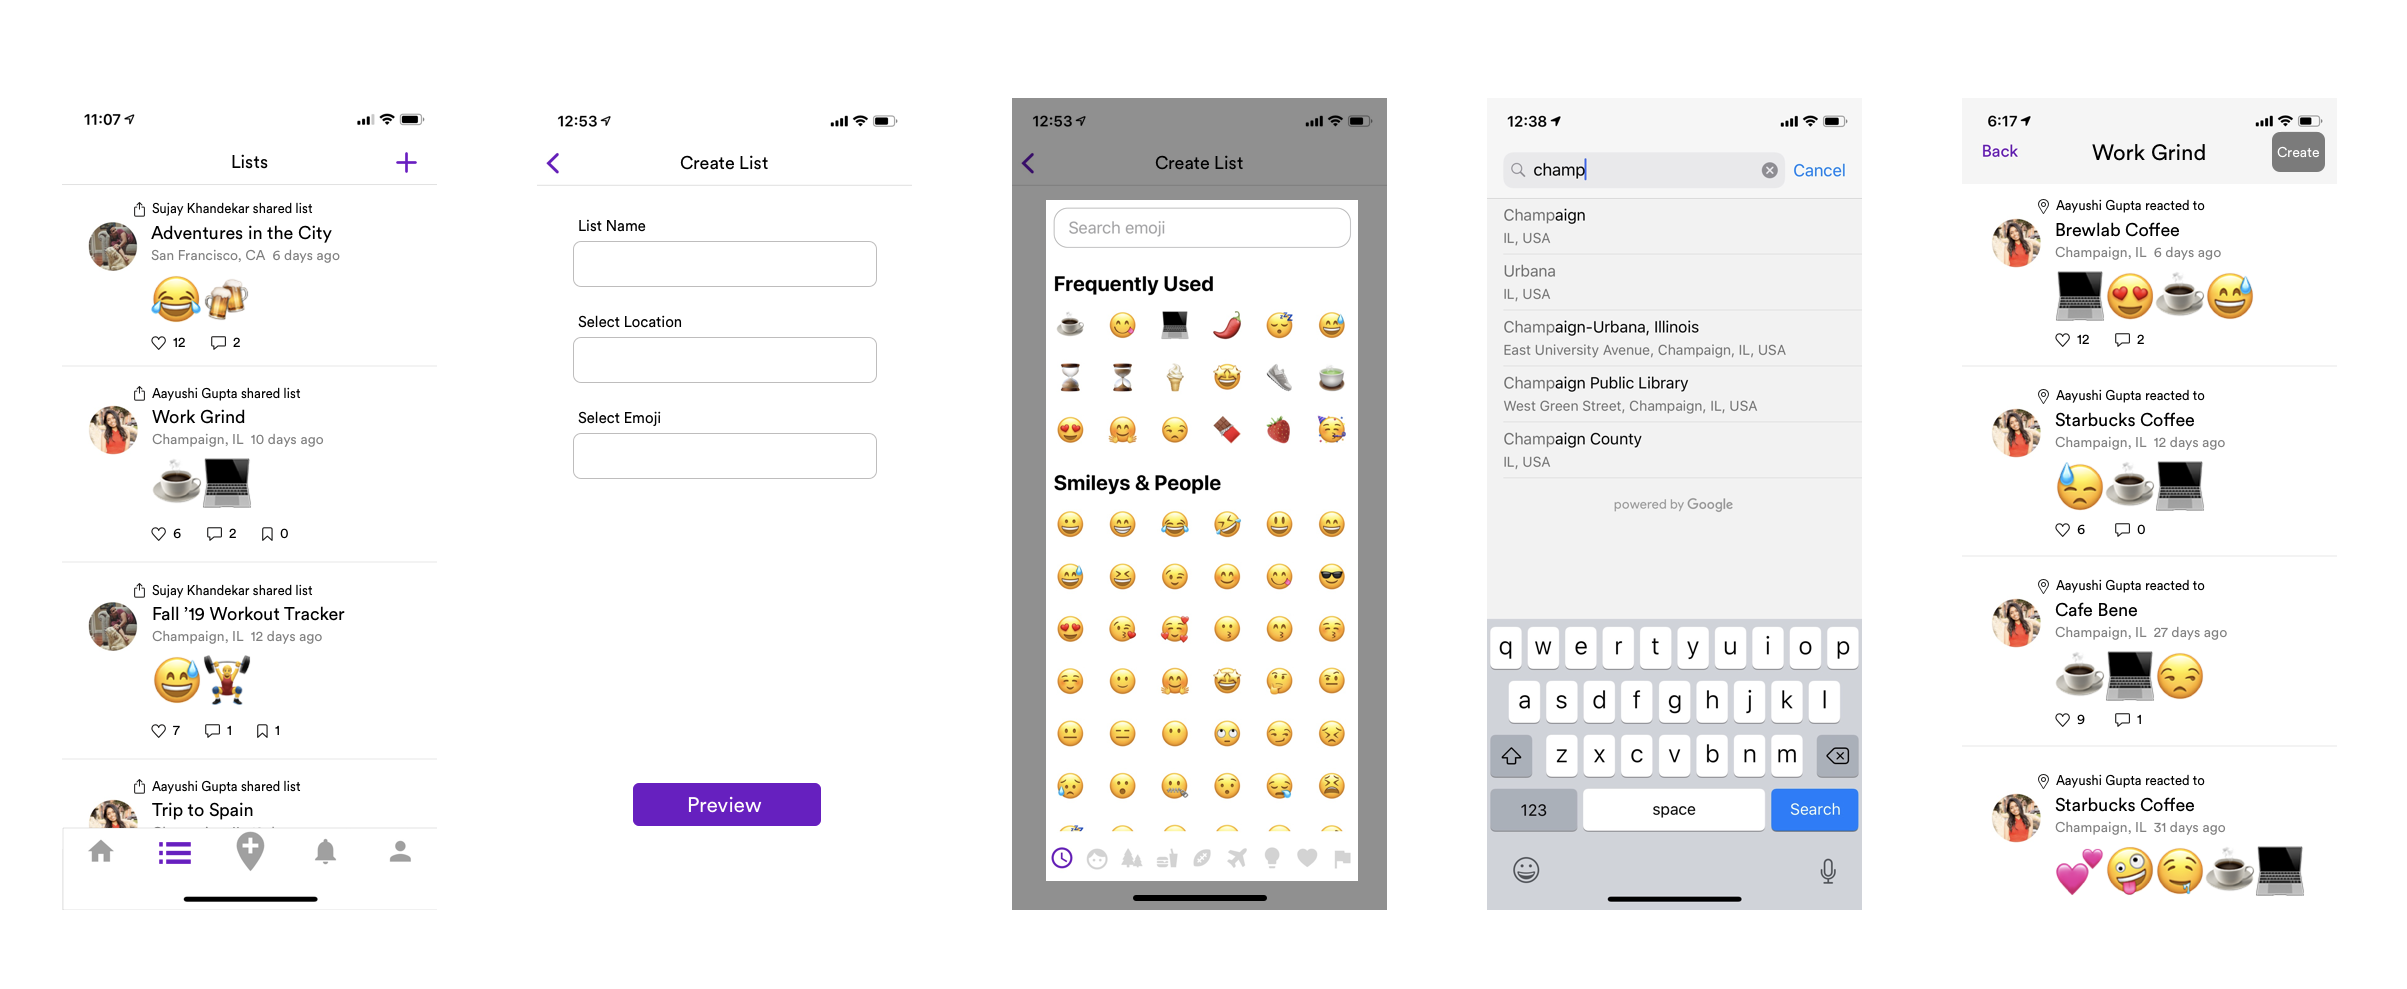 11:07
Lists
Sujay Khandekar shared list
Adventures in the City
San Francisco, CA 6 days ago
12 2
Aayushi Gupta shared list
Work Grind
Champaign, IL 10 days ago
6 2 0
Sujay Khandekar shared list
Fall ’19 Workout Tracker
Champaign, IL 12 days ago
7 1 1
Aayushi Gupta shared list
Trip to Spain
12:53
Create List
List Name
Select Location
Select Emoji
Preview
12:53
Create List
Search emoji
Frequently Used
Smileys & People
12:38
champ
Cancel
Champaign
IL, USA
Urbana
IL, USA
Champaign-Urbana, Illinois
East University Avenue, Champaign, IL, USA
Champaign Public Library
West Green Street, Champaign, IL, USA
Champaign County
IL, USA
powered by Google
q w e r t y u i o p
a s d f g h j k l
z x c v b n m
123 space Search
6:17
Back
Work Grind
Create
Aayushi Gupta reacted to
Brewlab Coffee
Champaign, IL 6 days ago
12 2
Aayushi Gupta reacted to
Starbucks Coffee
Champaign, IL 12 days ago
6 0
Aayushi Gupta reacted to
Cafe Bene
Champaign, IL 27 days ago
9 1
Aayushi Gupta reacted to
Starbucks Coffee
Champaign, IL 31 days ago